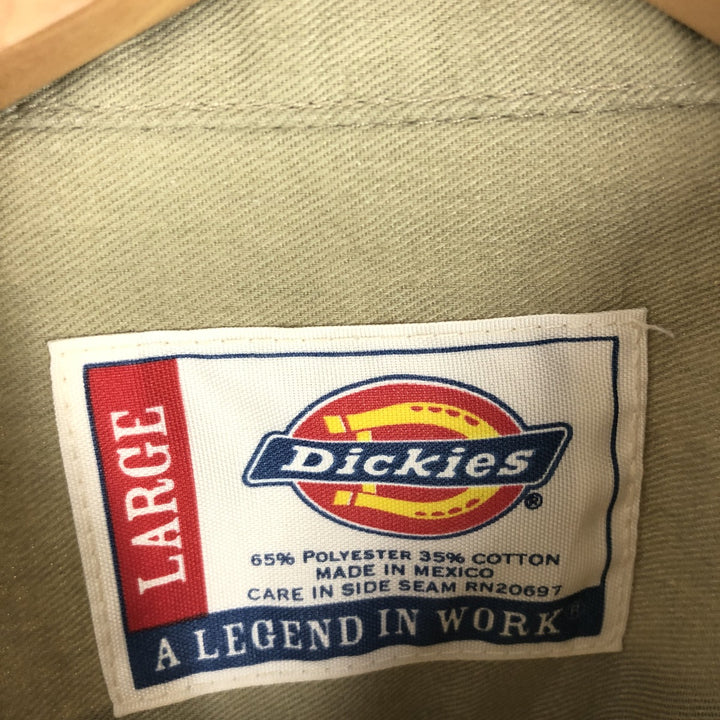 LARGE
Dickies®
65% POLYESTER 35% COTTON
MADE IN MEXICO
CARE IN SIDE SEAM RN20697
A LEGEND IN WORK®